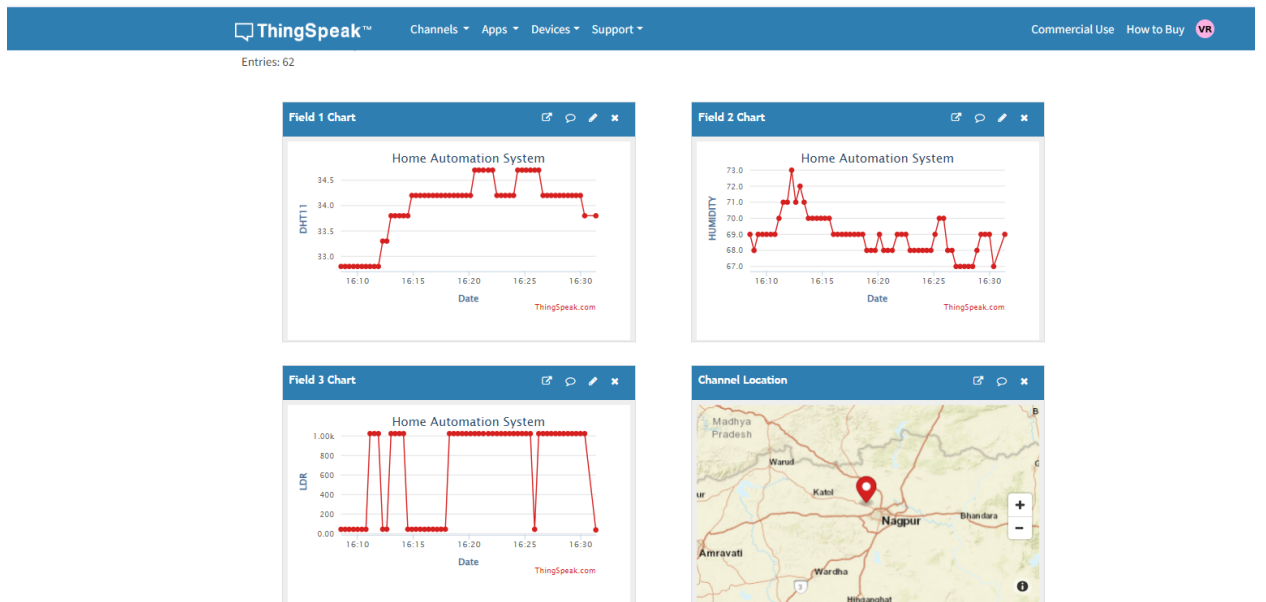 ThingSpeak™ Channels Apps Devices Support Commercial Use How to Buy VR
Entries: 62
Field 1 Chart
Home Automation System
34.5
34.0
33.5
33.0
DHT11
16:10 16:15 16:20 16:25 16:30
Date
ThingSpeak.com
Field 2 Chart
Home Automation System
73.0
72.0
71.0
70.0
69.0
68.0
67.0
HUMIDITY
16:10 16:15 16:20 16:25 16:30
Date
ThingSpeak.com
Field 3 Chart
Home Automation System
1.00k
800
600
400
200
0.00
LDR
16:10 16:15 16:20 16:25 16:30
Date
ThingSpeak.com
Channel Location
Madhya
Pradesh
Warud
Katol
Nagpur
Bhandara
Amravati
Wardha
3
Hinganghat
+
−